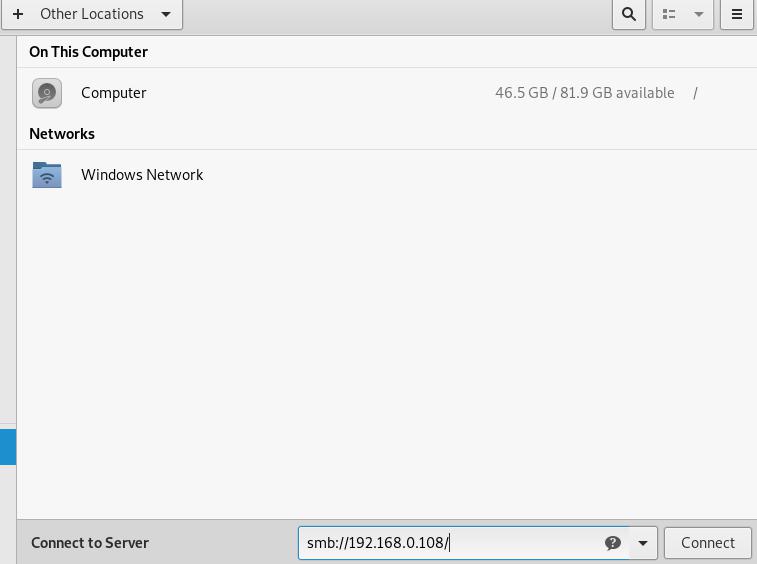 + Other Locations
On This Computer
Computer 46.5 GB / 81.9 GB available /
Networks
Windows Network
Connect to Server smb://192.168.0.108/ ? Connect